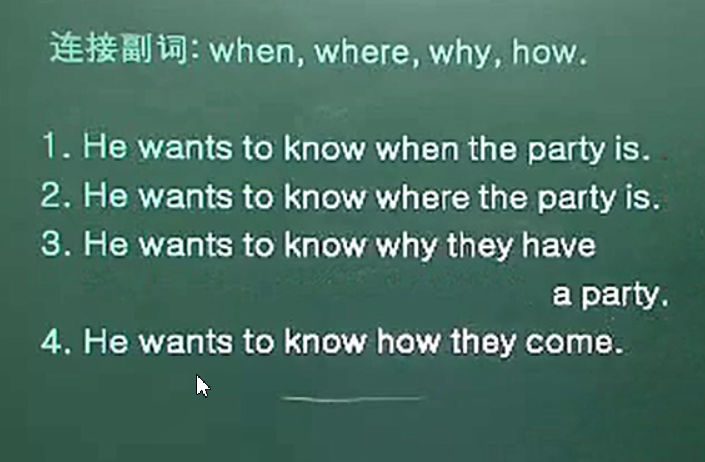 连接副词: when, where, why, how.
1. He wants to know when the party is.
2. He wants to know where the party is.
3. He wants to know why they have
a party.
4. He wants to know how they come.